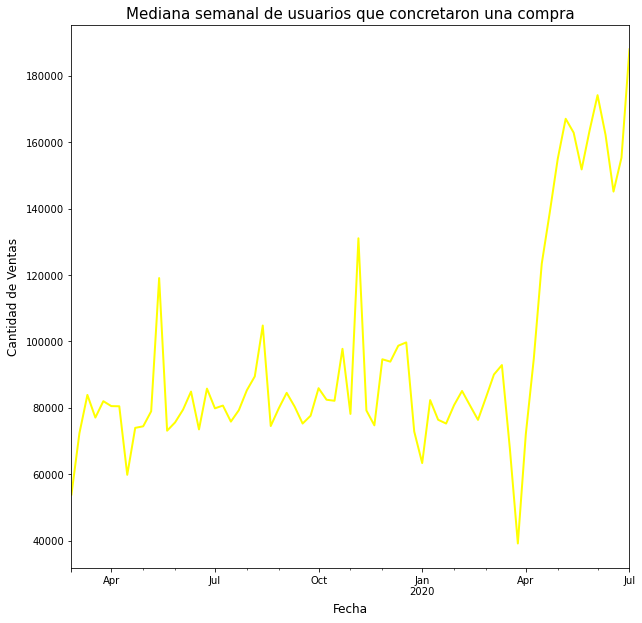 Mediana semanal de usuarios que concretaron una compra
Cantidad de Ventas
180000
160000
140000
120000
100000
80000
60000
40000
Apr
Jul
Oct
Jan
2020
Apr
Jul
Fecha